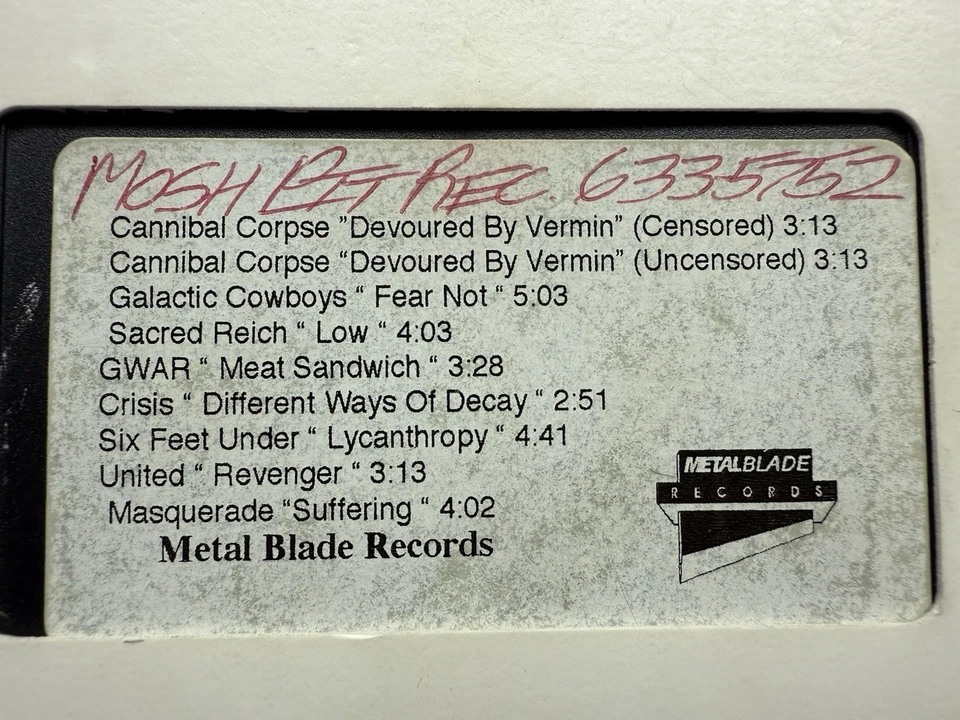 MOSH PIT REC. 6335752
Cannibal Corpse "Devoured By Vermin" (Censored) 3:13
Cannibal Corpse "Devoured By Vermin" (Uncensored) 3:13
Galactic Cowboys " Fear Not " 5:03
Sacred Reich " Low " 4:03
GWAR " Meat Sandwich " 3:28
Crisis " Different Ways Of Decay " 2:51
Six Feet Under " Lycanthropy " 4:41
United " Revenger " 3:13
Masquerade "Suffering " 4:02
Metal Blade Records
METALBLADE
RECORDS